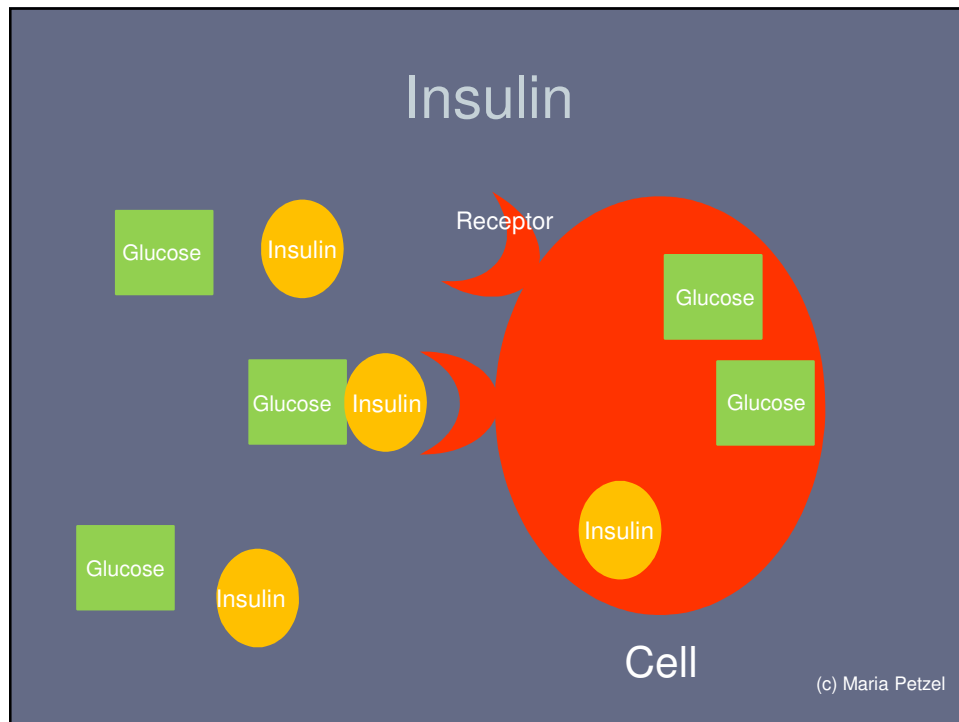 Insulin
Receptor
Glucose
Insulin
Glucose
Glucose
Insulin
Glucose
Insulin
Glucose
Insulin
Cell
(c) Maria Petzel